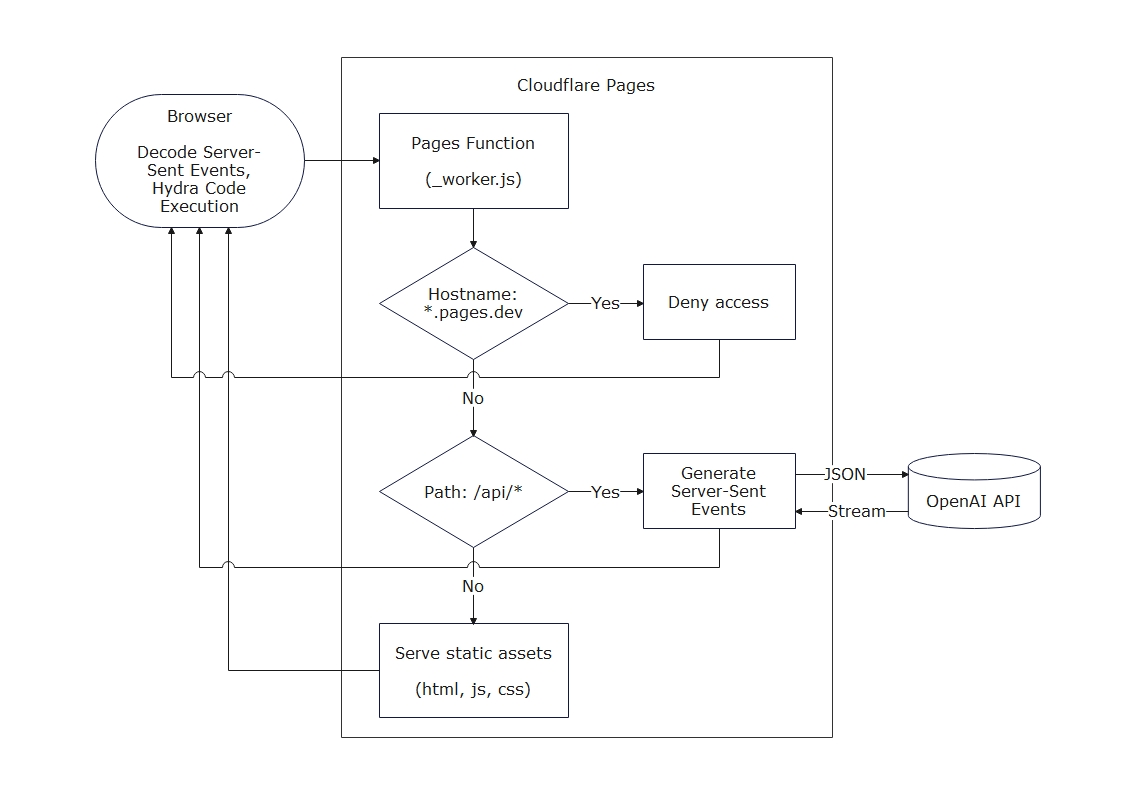 Cloudflare Pages
Browser
Decode Server-
Sent Events,
Hydra Code
Execution
Pages Function
(_worker.js)
Hostname:
*.pages.dev
Yes
Deny access
No
Path: /api/*
Yes
Generate
Server-Sent
Events
JSON
Stream
OpenAI API
No
Serve static assets
(html, js, css)